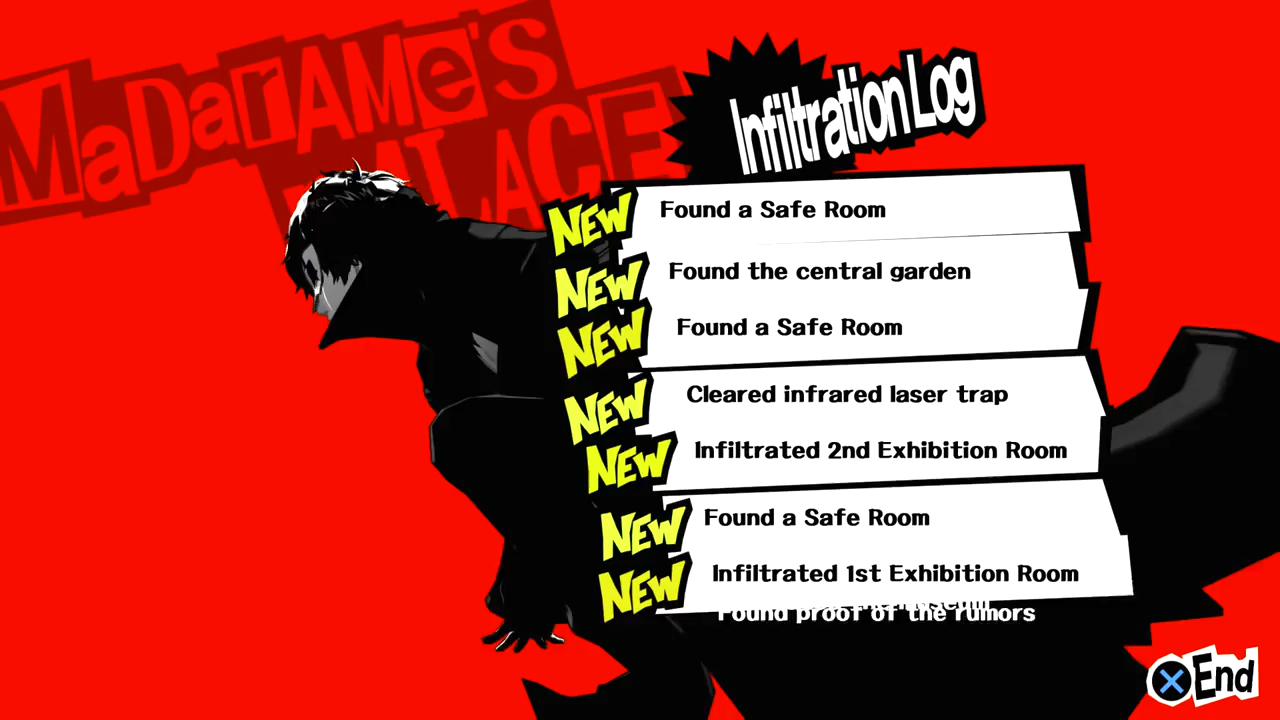 MaDarAMe's
PALACE
Infiltration Log
NEW Found a Safe Room
NEW Found the central garden
NEW Found a Safe Room
NEW Cleared infrared laser trap
NEW Infiltrated 2nd Exhibition Room
NEW Found a Safe Room
NEW Infiltrated 1st Exhibition Room
Found proof of the rumors
End